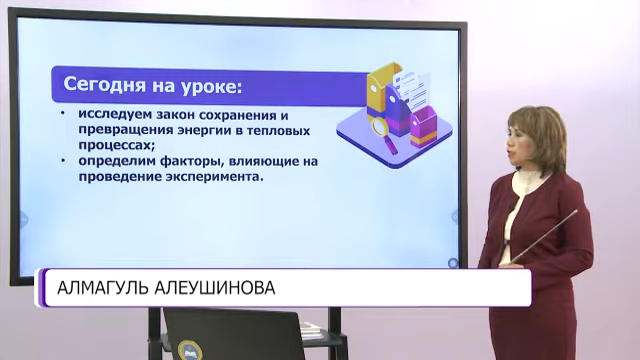 Сегодня на уроке:
• исследуем закон сохранения и
превращения энергии в тепловых
процессах;
• определим факторы, влияющие на
проведение эксперимента.
АЛМАГУЛЬ АЛЕУШИНОВА